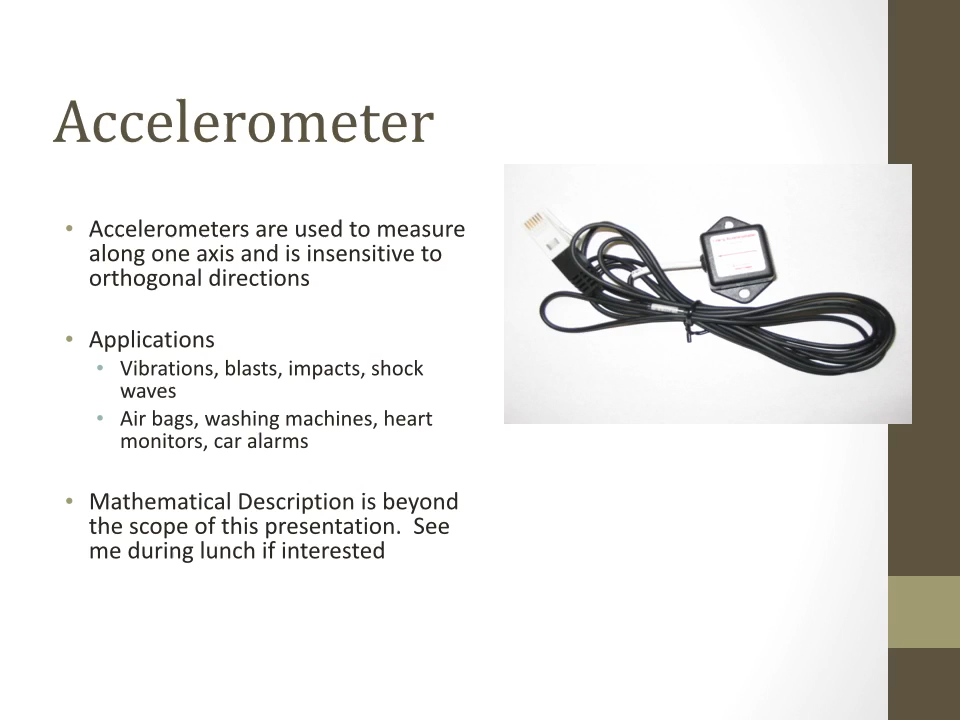 Accelerometer
• Accelerometers are used to measure
along one axis and is insensitive to
orthogonal directions
• Applications
• Vibrations, blasts, impacts, shock
waves
• Air bags, washing machines, heart
monitors, car alarms
• Mathematical Description is beyond
the scope of this presentation.  See
me during lunch if interested